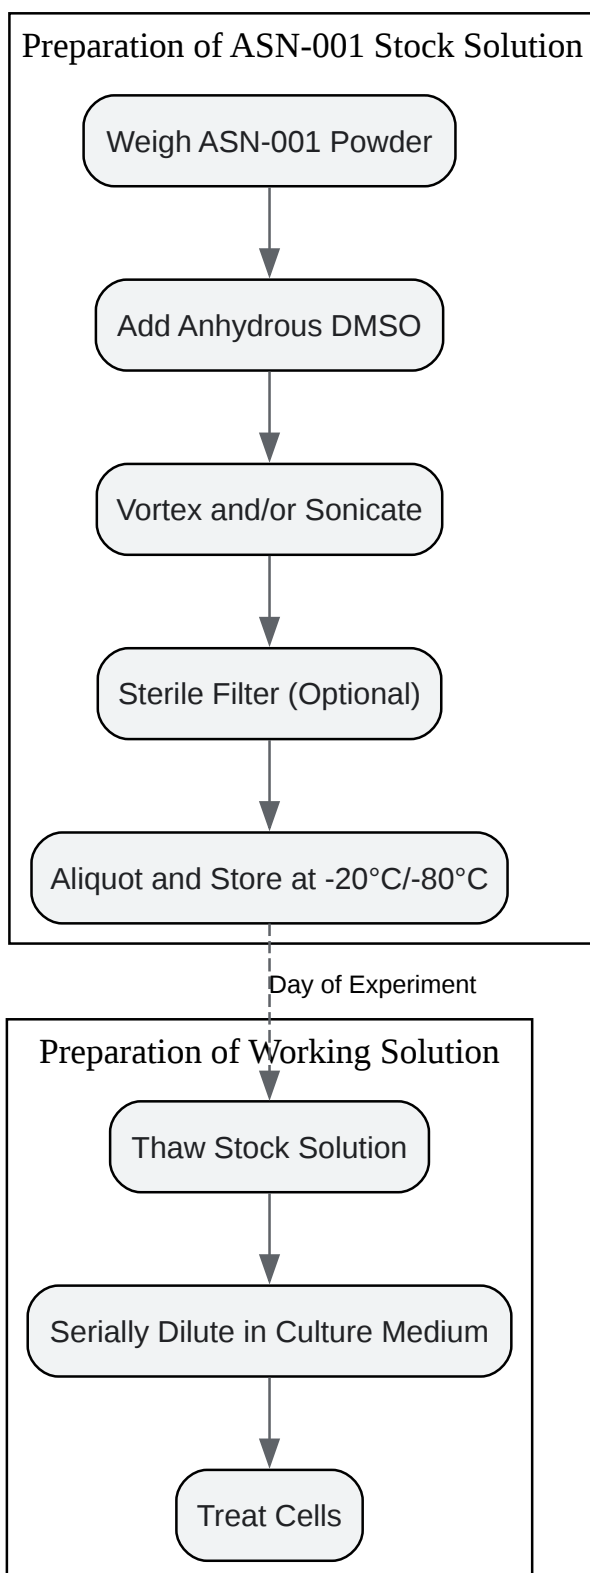 Preparation of ASN-001 Stock Solution
Weigh ASN-001 Powder
Add Anhydrous DMSO
Vortex and/or Sonicate
Sterile Filter (Optional)
Aliquot and Store at -20°C/-80°C
Day of Experiment
Preparation of Working Solution
Thaw Stock Solution
Serially Dilute in Culture Medium
Treat Cells